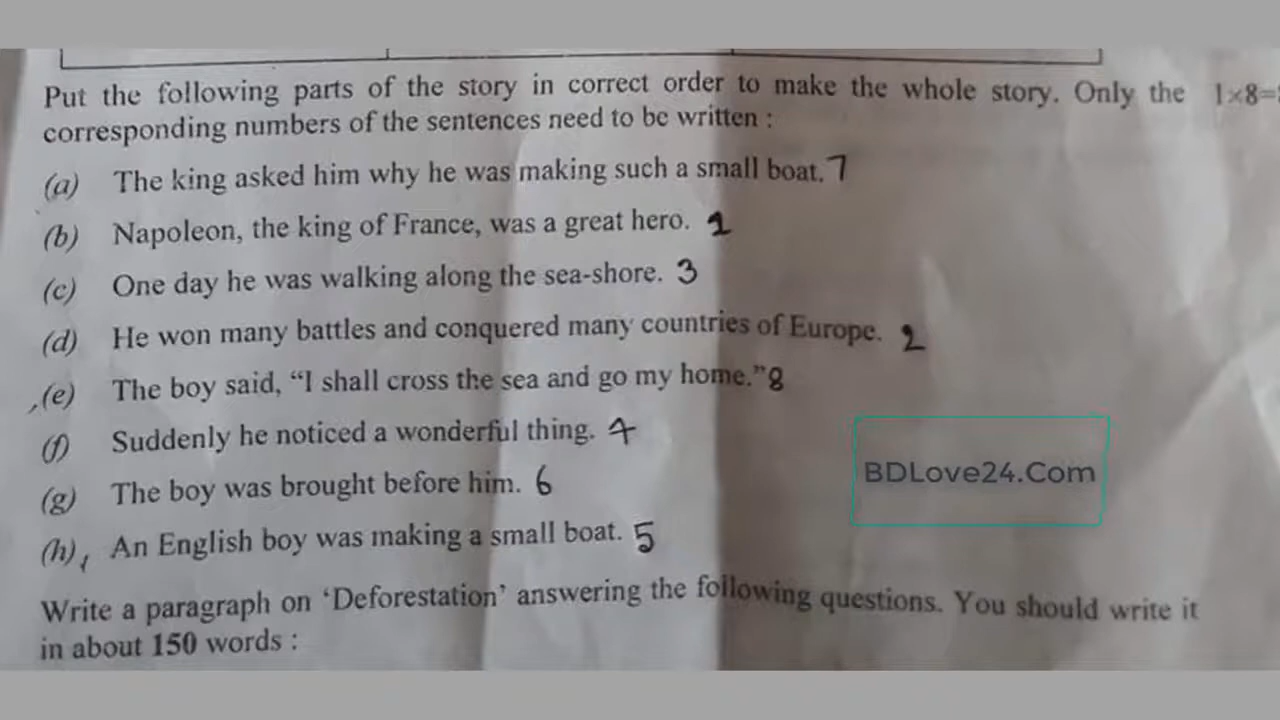 Put the following parts of the story in correct order to make the whole story. Only the 1×8=
corresponding numbers of the sentences need to be written :
(a) The king asked him why he was making such a small boat. 7
(b) Napoleon, the king of France, was a great hero. 1
(c) One day he was walking along the sea-shore. 3
(d) He won many battles and conquered many countries of Europe. 2
(e) The boy said, “I shall cross the sea and go my home.” 8
(f) Suddenly he noticed a wonderful thing. 4
BDLove24.Com
(g) The boy was brought before him. 6
(h) An English boy was making a small boat. 5
Write a paragraph on ‘Deforestation’ answering the following questions. You should write it
in about 150 words :